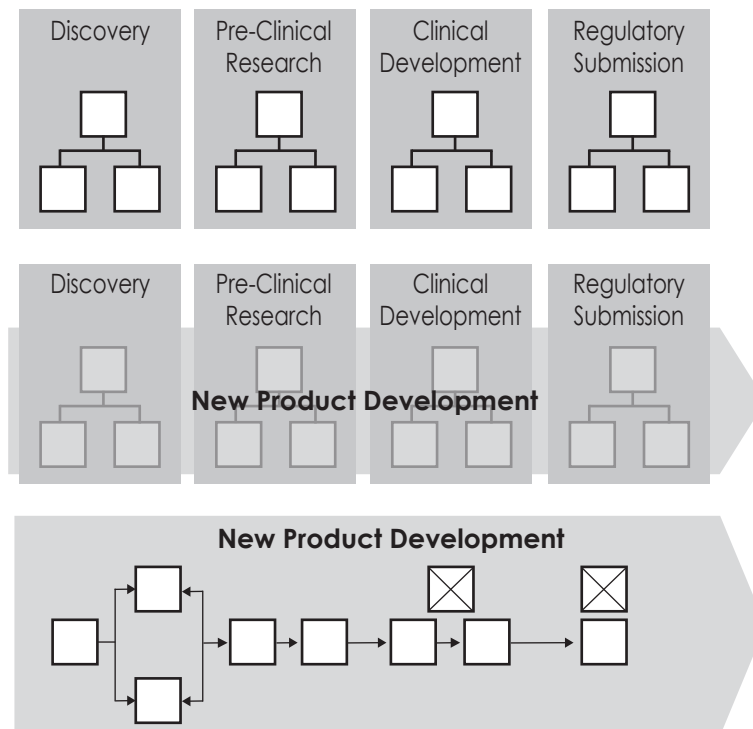 Discovery
Pre-Clinical
Research
Clinical
Development
Regulatory
Submission
Discovery
Pre-Clinical
Research
Clinical
Development
Regulatory
Submission
New Product Development
New Product Development